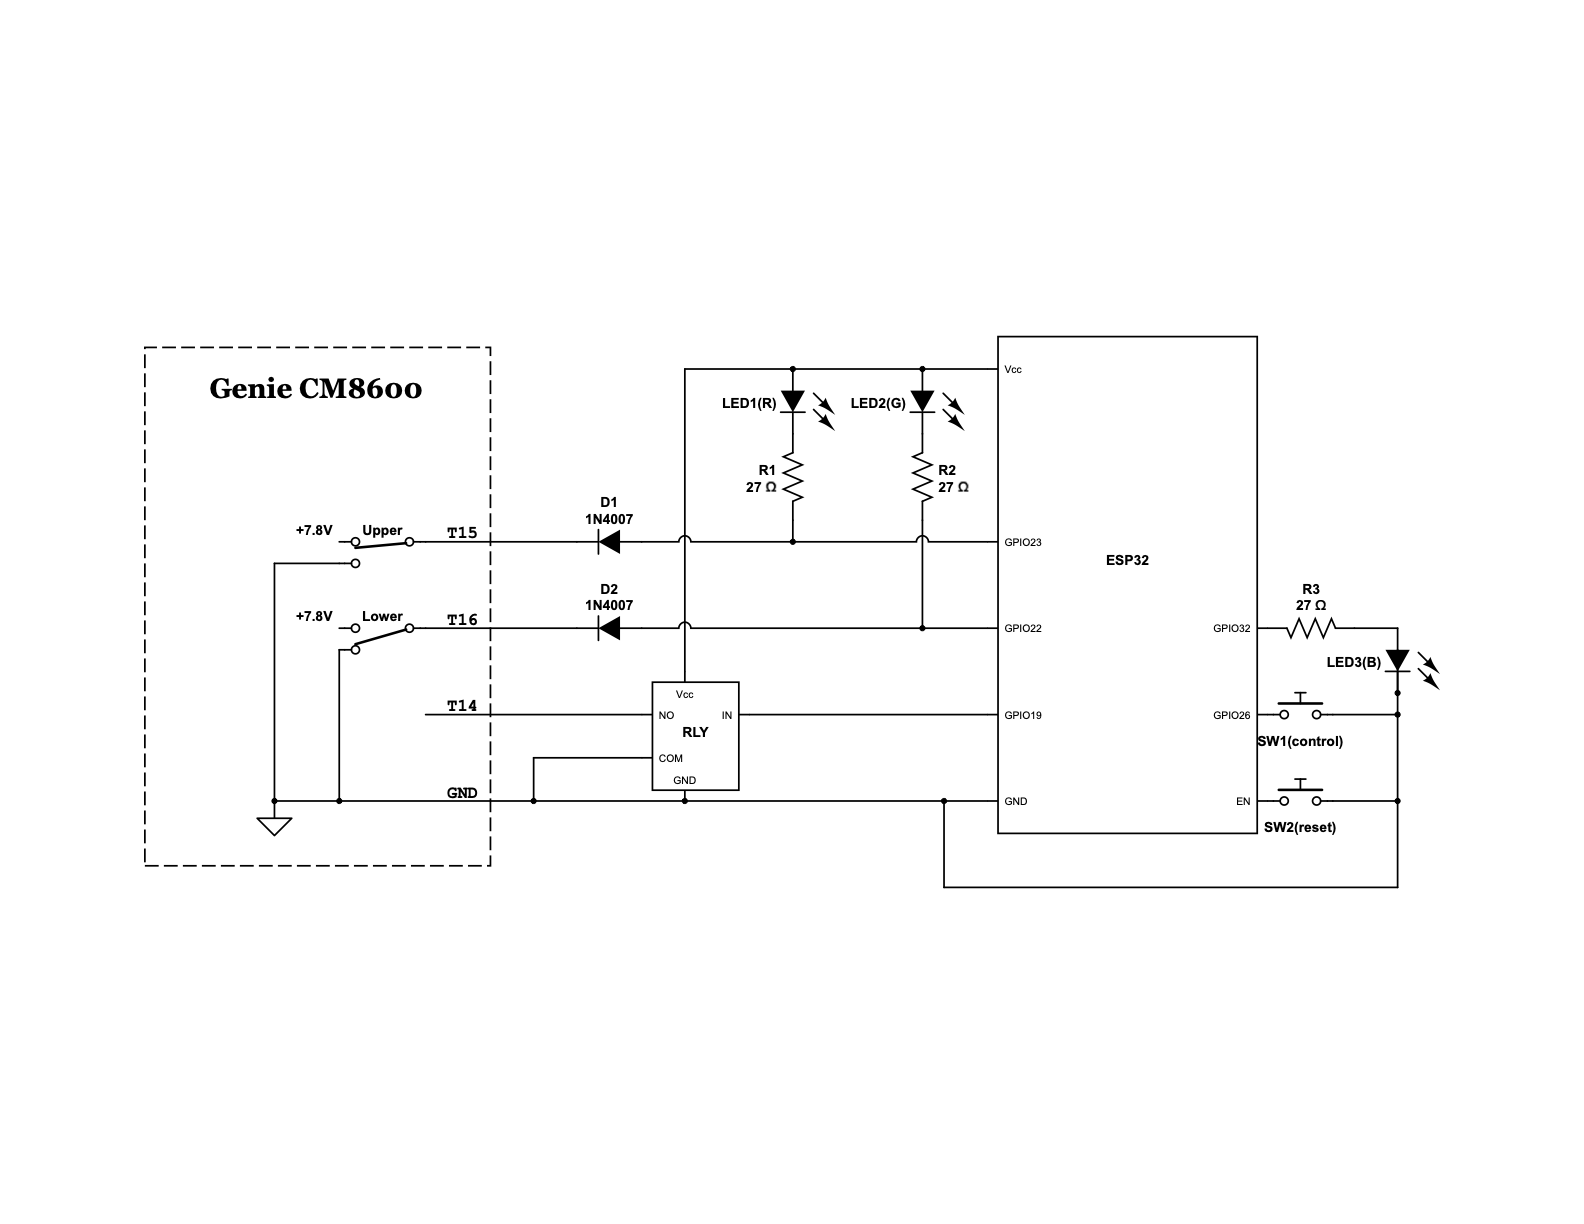 Genie CM8600
+7.8V
Upper
T15
+7.8V
Lower
T16
T14
GND
D1
1N4007
D2
1N4007
LED1(R)
LED2(G)
R1
27 Ω
R2
27 Ω
Vcc
NO
IN
RLY
COM
GND
Vcc
GPIO23
ESP32
GPIO22
GPIO19
GND
GPIO32
GPIO26
EN
R3
27 Ω
LED3(B)
SW1(control)
SW2(reset)